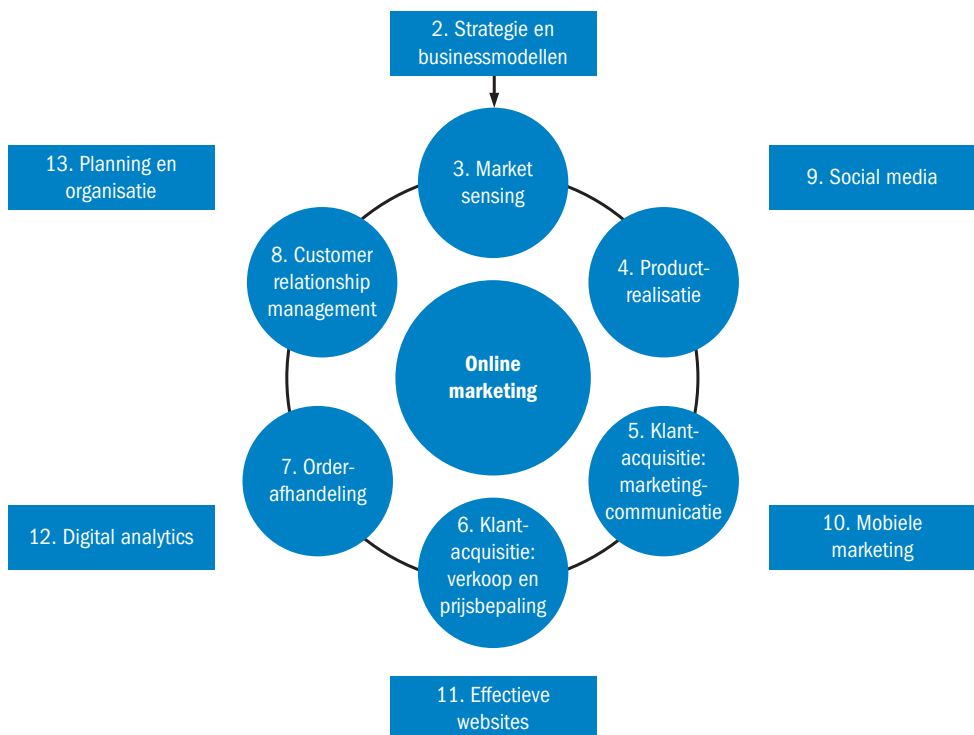 2. Strategie en
businessmodellen
3. Market
sensing
13. Planning en
organisatie
9. Social media
8. Customer
relationship
management
4. Product-
realisatie
Online
marketing
5. Klant-
acquisitie:
marketing-
communicatie
7. Order-
afhandeling
6. Klant-
acquisitie:
verkoop en
prijsbepaling
12. Digital analytics
10. Mobiele
marketing
11. Effectieve
websites